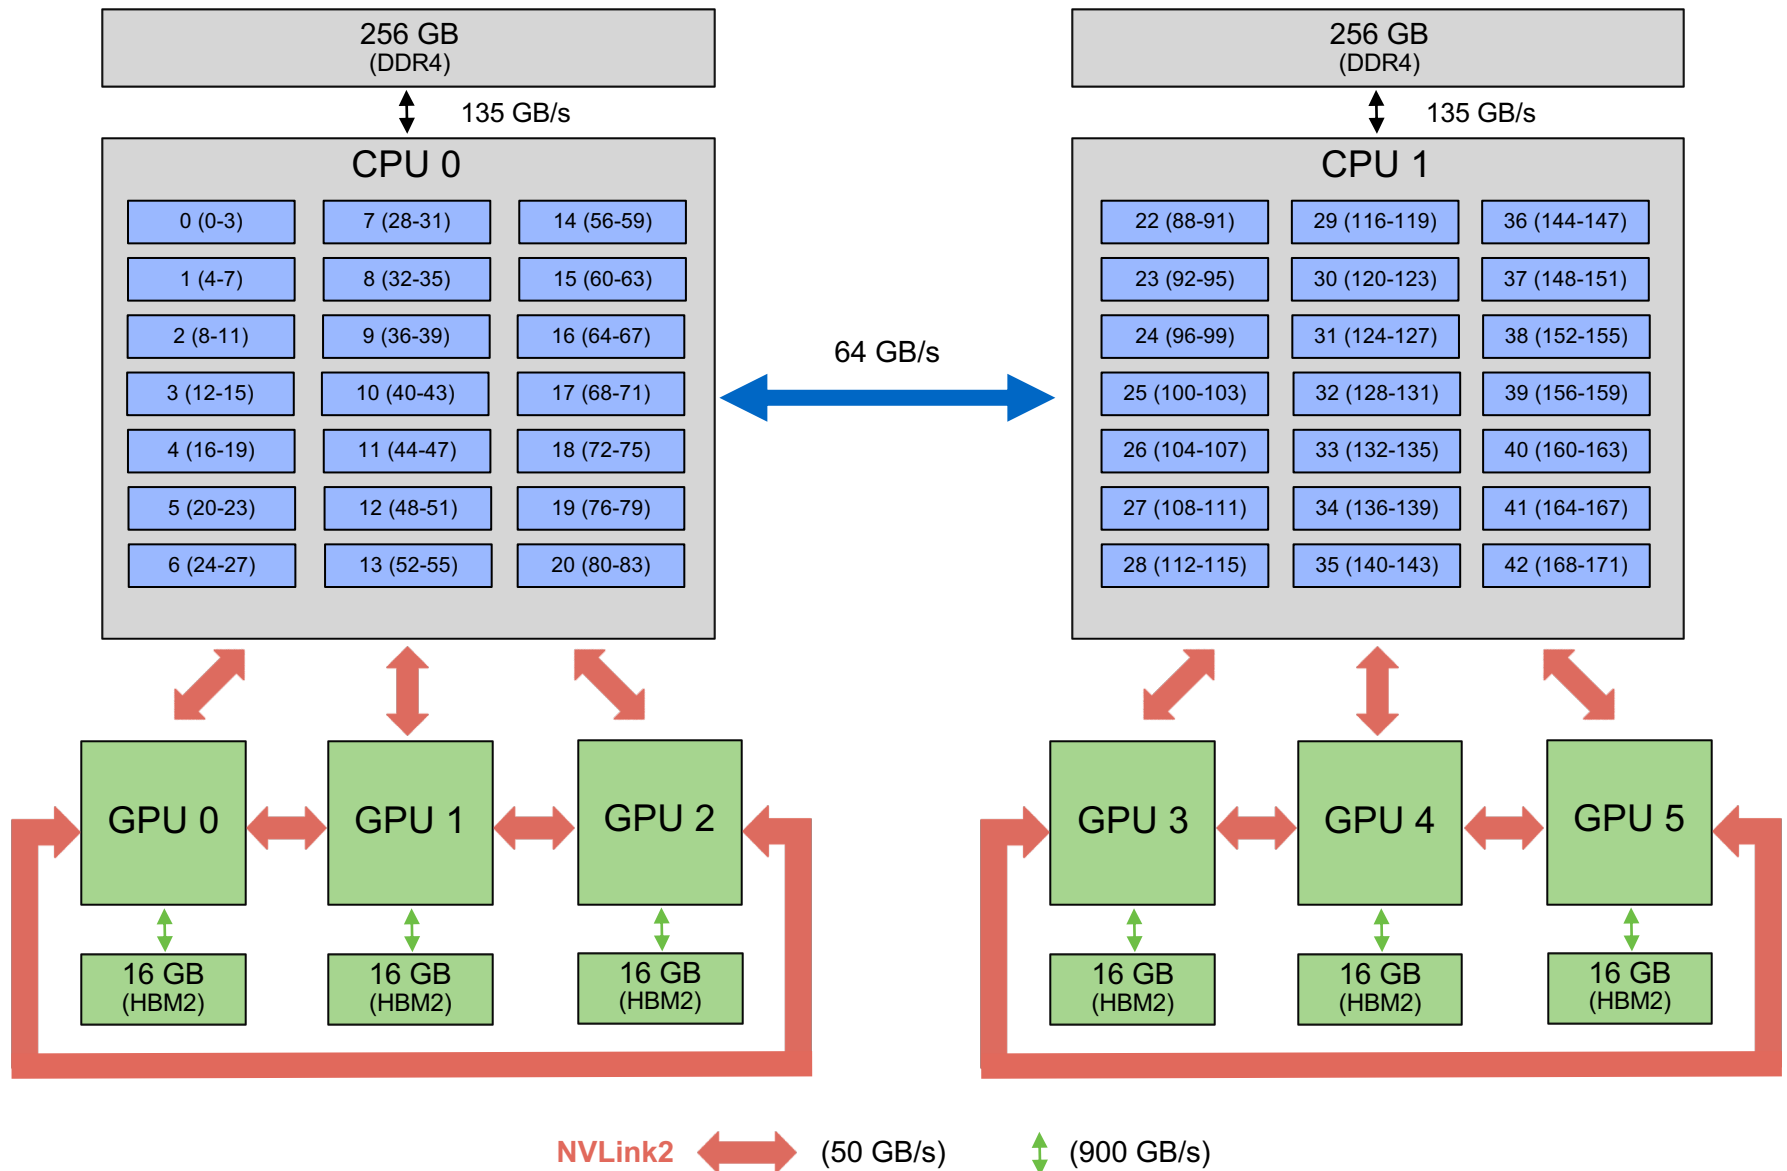 256 GB
(DDR4)
135 GB/s
CPU 0
0 (0-3)
7 (28-31)
14 (56-59)
1 (4-7)
8 (32-35)
15 (60-63)
2 (8-11)
9 (36-39)
16 (64-67)
3 (12-15)
10 (40-43)
17 (68-71)
4 (16-19)
11 (44-47)
18 (72-75)
5 (20-23)
12 (48-51)
19 (76-79)
6 (24-27)
13 (52-55)
20 (80-83)
64 GB/s
256 GB
(DDR4)
135 GB/s
CPU 1
22 (88-91)
29 (116-119)
36 (144-147)
23 (92-95)
30 (120-123)
37 (148-151)
24 (96-99)
31 (124-127)
38 (152-155)
25 (100-103)
32 (128-131)
39 (156-159)
26 (104-107)
33 (132-135)
40 (160-163)
27 (108-111)
34 (136-139)
41 (164-167)
28 (112-115)
35 (140-143)
42 (168-171)
GPU 0
GPU 1
GPU 2
16 GB
(HBM2)
16 GB
(HBM2)
16 GB
(HBM2)
GPU 3
GPU 4
GPU 5
16 GB
(HBM2)
16 GB
(HBM2)
16 GB
(HBM2)
NVLink2
(50 GB/s)
(900 GB/s)